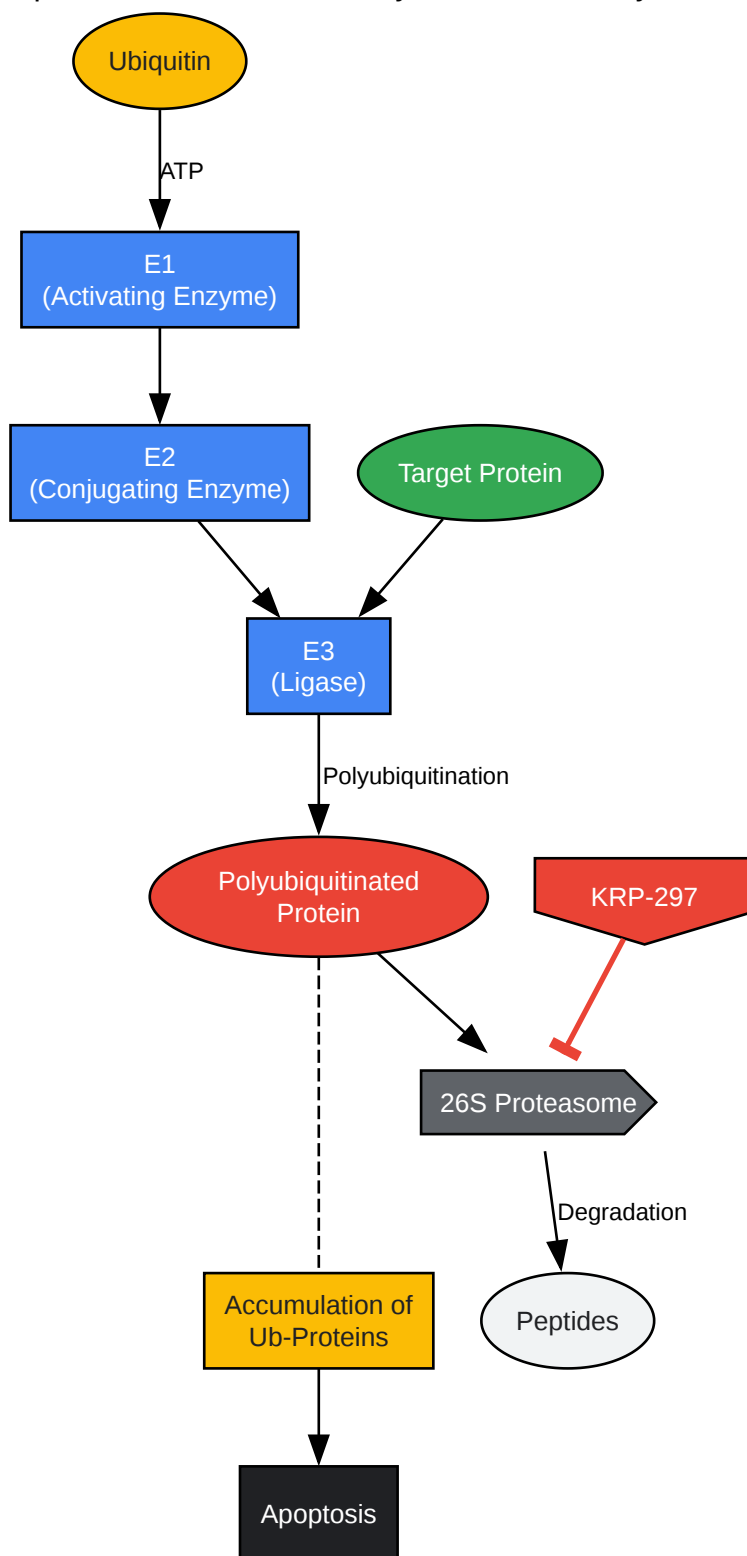 Ubiquitin
ATP
E1
(Activating Enzyme)
E2
(Conjugating Enzyme)
Target Protein
E3
(Ligase)
Polyubiquitination
Polyubiquitinated
Protein
KRP-297
26S Proteasome
Degradation
Accumulation of
Ub-Proteins
Peptides
Apoptosis